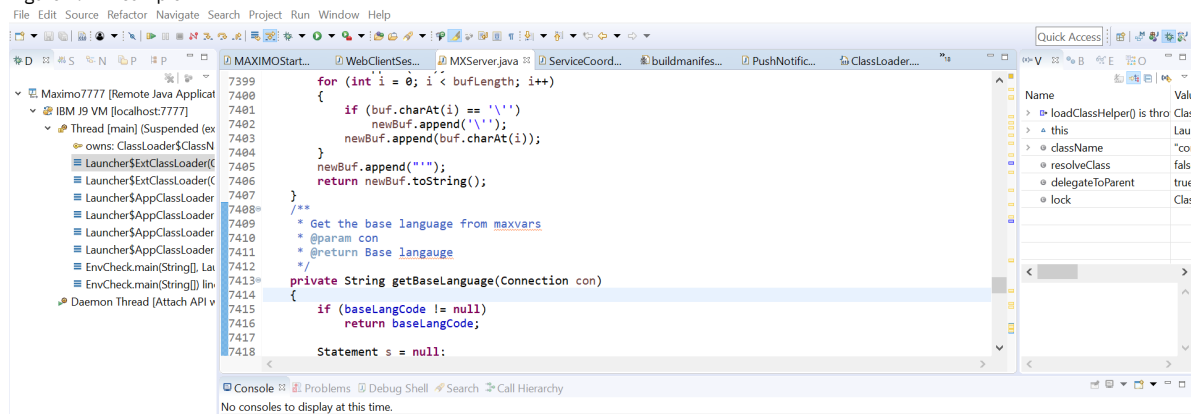 File Edit Source Refactor Navigate Search Project Run Window Help
Quick Access
D S N P P
MAXIMOStart... WebClientSes... MXServer.java ServiceCoord... buildmanifes... PushNotific... ClassLoader.... »18
V B E O
Maximo7777 [Remote Java Applicat
IBM J9 VM [localhost:7777]
Thread [main] (Suspended (ex
owns: ClassLoader$ClassN
Launcher$ExtClassLoader(C
Launcher$ExtClassLoader(C
Launcher$AppClassLoader
Launcher$AppClassLoader
Launcher$AppClassLoader
Launcher$AppClassLoader
EnvCheck.main(String[], Lau
EnvCheck.main(String[]) line
Daemon Thread [Attach API w
7399 for (int i = 0; i < bufLength; i++)
7400 {
7401 if (buf.charAt(i) == '\'')
7402 newBuf.append('\'');
7403 newBuf.append(buf.charAt(i));
7404 }
7405 newBuf.append("'");
7406 return newBuf.toString();
7407 }
7408 /**
7409 * Get the base language from maxvars
7410 * @param con
7411 * @return Base langauge
7412 */
7413 private String getBaseLanguage(Connection con)
7414 {
7415 if (baseLangCode != null)
7416 return baseLangCode;
7417
7418 Statement s = null;
Name Valu
loadClassHelper() is thro Clas
this Lau
className "cor
resolveClass fals
delegateToParent true
lock Clas
Console Problems Debug Shell Search Call Hierarchy
No consoles to display at this time.